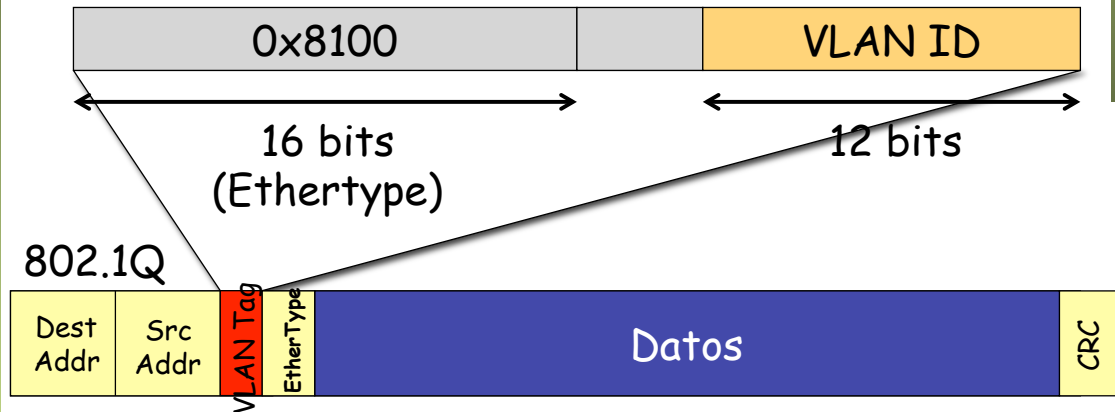 0x8100
VLAN ID
16 bits
(Ethertype)
12 bits
802.1Q
Dest
Addr
Src
Addr
VLAN Tag
EtherType
Datos
CRC